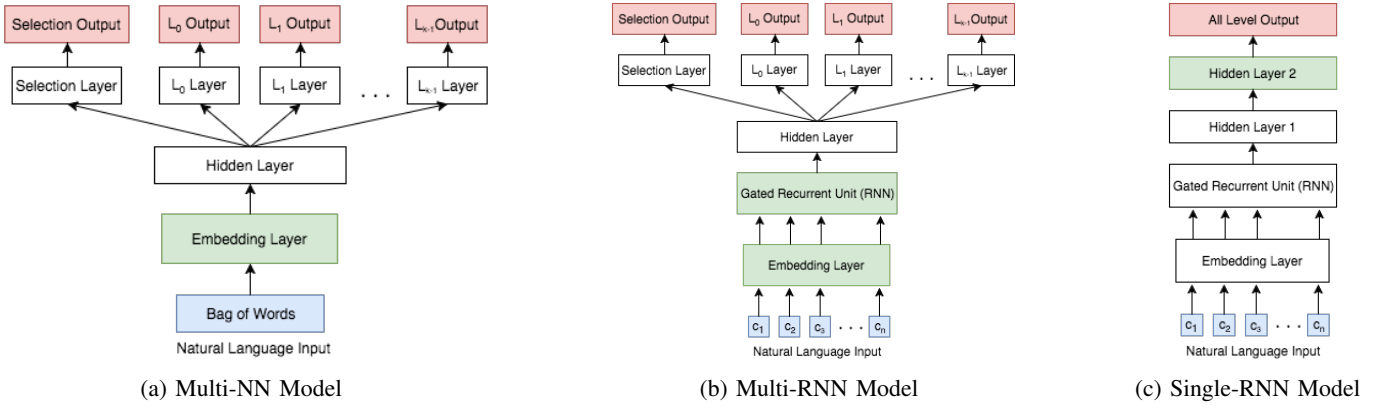 Selection Output L₀ Output L₁ Output Lₖ₋₁Output
Selection Layer L₀ Layer L₁ Layer . . . Lₖ₋₁ Layer
Hidden Layer
Embedding Layer
Bag of Words
Natural Language Input
(a) Multi-NN Model
Selection Output L₀ Output L₁ Output Lₖ₋₁Output
Selection Layer L₀ Layer L₁ Layer . . . Lₖ₋₁ Layer
Hidden Layer
Gated Recurrent Unit (RNN)
Embedding Layer
c₁ c₂ c₃ . . . cₙ
Natural Language Input
(b) Multi-RNN Model
All Level Output
Hidden Layer 2
Hidden Layer 1
Gated Recurrent Unit (RNN)
Embedding Layer
c₁ c₂ c₃ . . . cₙ
Natural Language Input
(c) Single-RNN Model